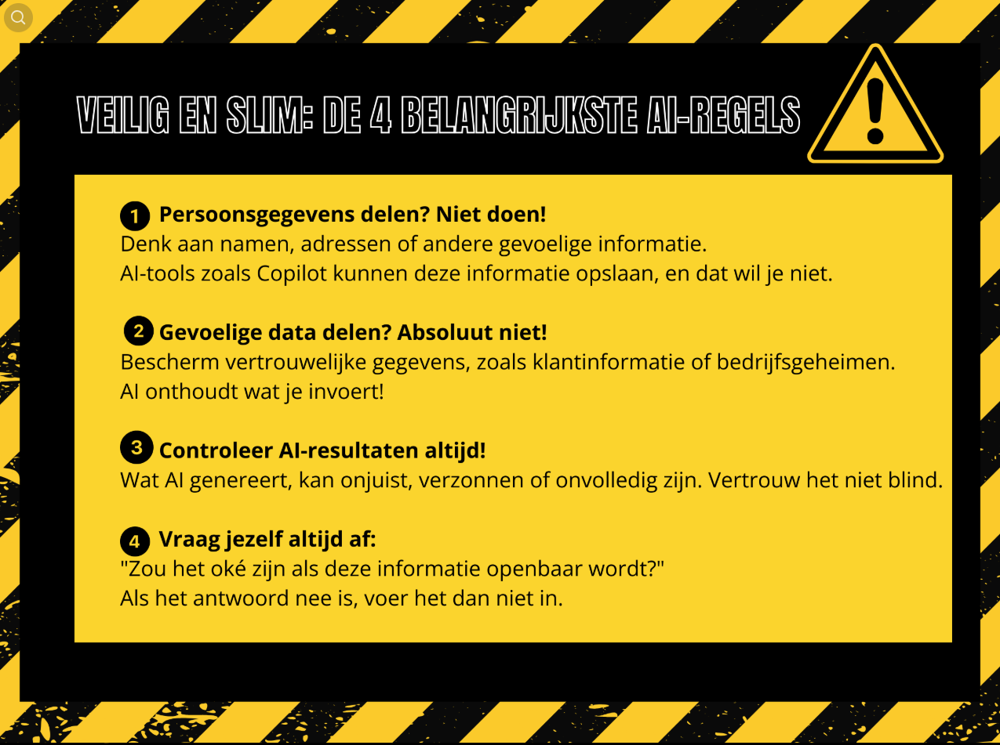 VEILIG EN SLIM: DE 4 BELANGRIJKSTE AI-REGELS
1 Persoonsgegevens delen? Niet doen!
Denk aan namen, adressen of andere gevoelige informatie.
AI-tools zoals Copilot kunnen deze informatie opslaan, en dat wil je niet.
2 Gevoelige data delen? Absoluut niet!
Bescherm vertrouwelijke gegevens, zoals klantinformatie of bedrijfsgeheimen.
AI onthoudt wat je invoert!
3 Controleer AI-resultaten altijd!
Wat AI genereert, kan onjuist, verzonnen of onvolledig zijn. Vertrouw het niet blind.
4 Vraag jezelf altijd af:
"Zou het oké zijn als deze informatie openbaar wordt?"
Als het antwoord nee is, voer het dan niet in.